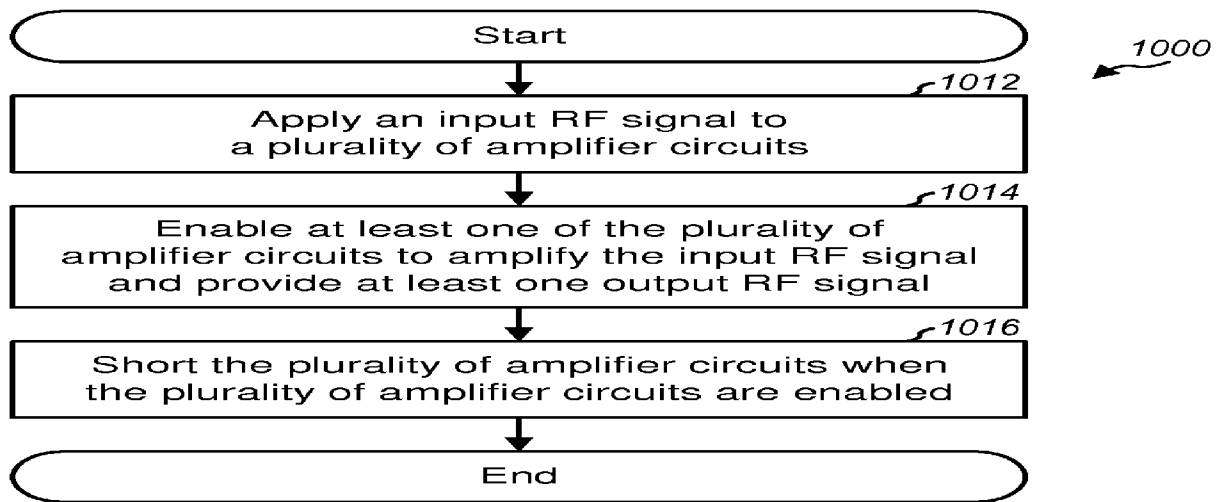 Start
1000
1012
Apply an input RF signal to
a plurality of amplifier circuits
1014
Enable at least one of the plurality of
amplifier circuits to amplify the input RF signal
and provide at least one output RF signal
1016
Short the plurality of amplifier circuits when
the plurality of amplifier circuits are enabled
End